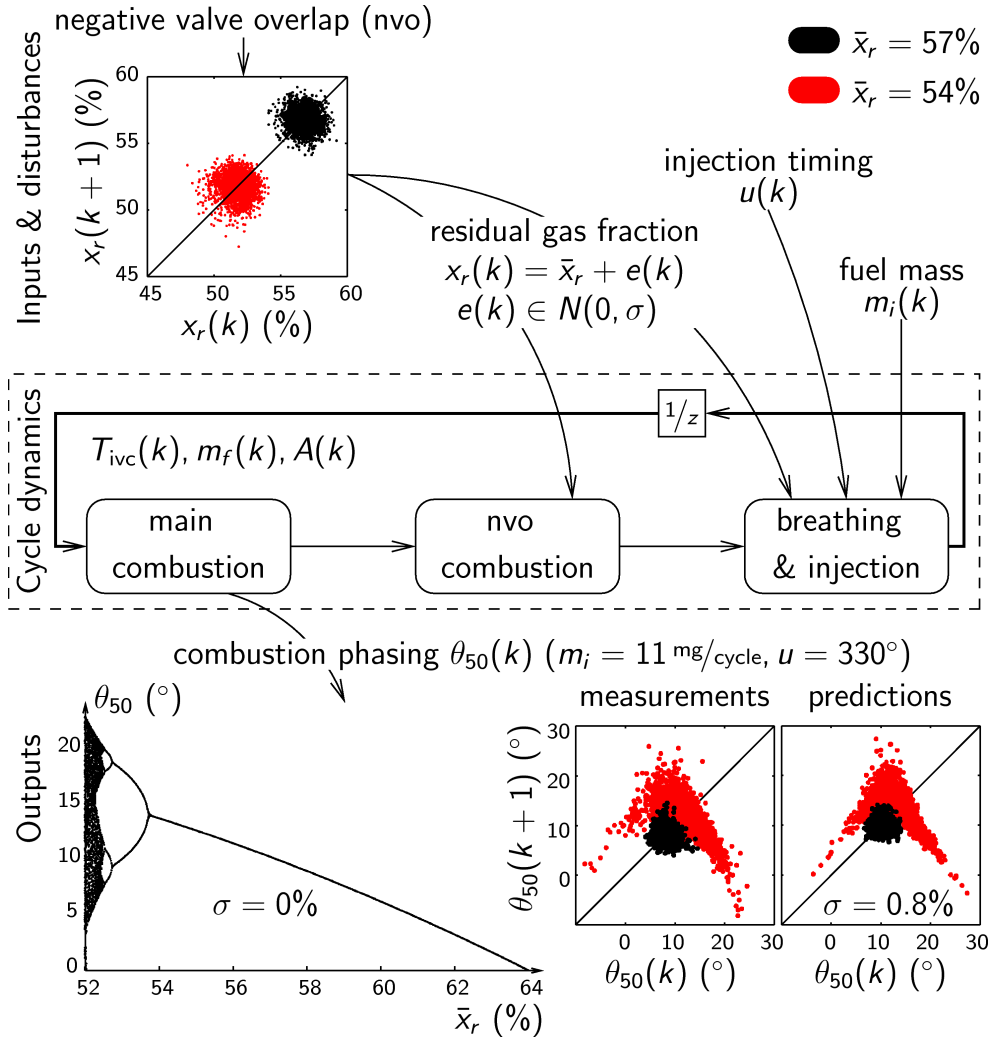 negative valve overlap (nvo)
x̄ᵣ = 57%
x̄ᵣ = 54%
Inputs & disturbances
xᵣ(k + 1) (%)
60
55
50
45
45 50 55 60
xᵣ(k) (%)
injection timing
u(k)
residual gas fraction
xᵣ(k) = x̄ᵣ + e(k)
e(k) ∈ N(0, σ)
fuel mass
mᵢ(k)
Cycle dynamics
1/z
T_ivc(k), m_f(k), A(k)
main
combustion
nvo
combustion
breathing
& injection
combustion phasing θ₅₀(k) (mᵢ = 11 mg/cycle, u = 330°)
Outputs
θ₅₀ (°)
20
15
10
5
0
52 54 56 58 60 62 64
x̄ᵣ (%)
σ = 0%
measurements
predictions
θ₅₀(k + 1) (°)
30
20
10
0
0 10 20 30
θ₅₀(k) (°)
σ = 0.8%
0 10 20 30
θ₅₀(k) (°)